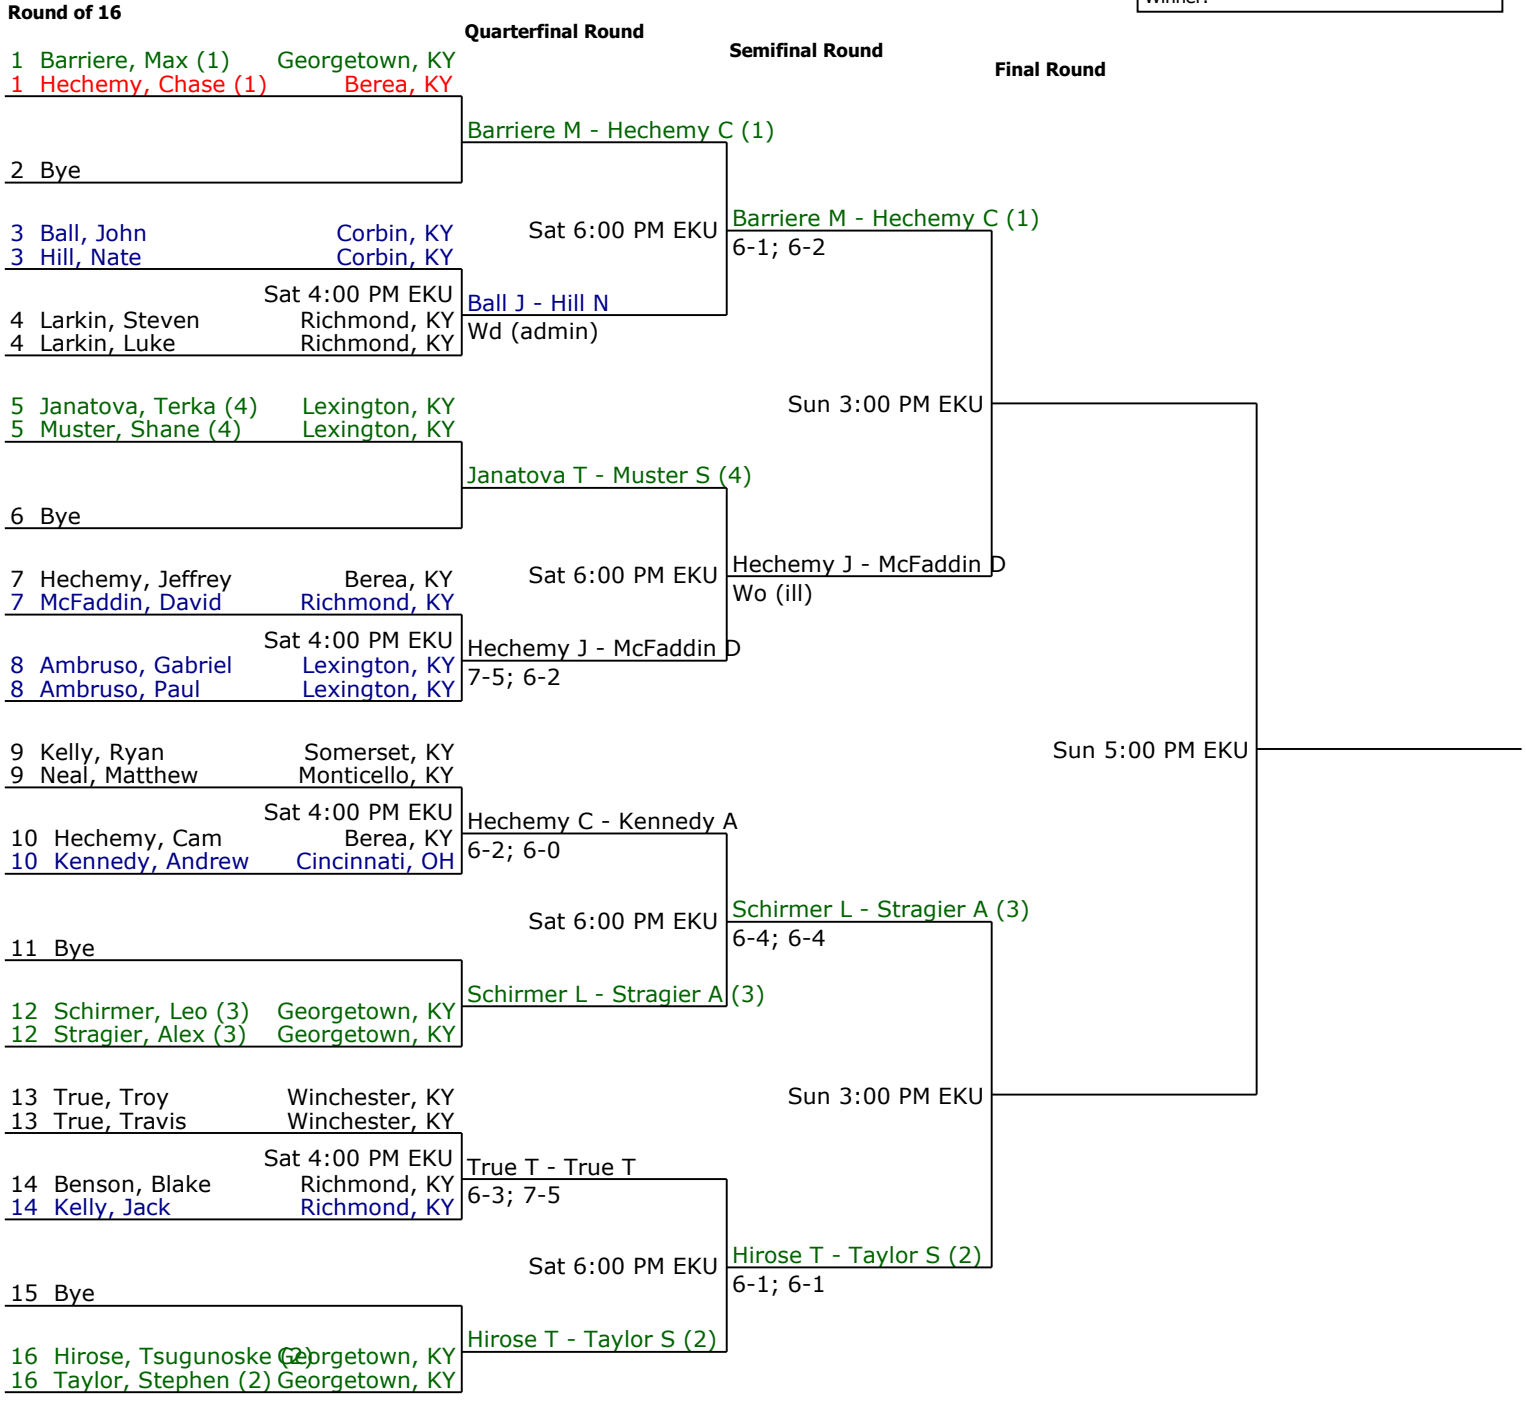 Winner:
Round of 16
Quarterfinal Round
Semifinal Round
Final Round
1 Barriere, Max (1) Georgetown, KY
1 Hechemy, Chase (1) Berea, KY
Barriere M - Hechemy C (1)
2 Bye
Barriere M - Hechemy C (1)
Sat 6:00 PM EKU
6-1; 6-2
3 Ball, John Corbin, KY
3 Hill, Nate Corbin, KY
Sat 4:00 PM EKU
Ball J - Hill N
Wd (admin)
4 Larkin, Steven Richmond, KY
4 Larkin, Luke Richmond, KY
Sun 3:00 PM EKU
5 Janatova, Terka (4) Lexington, KY
5 Muster, Shane (4) Lexington, KY
Janatova T - Muster S (4)
6 Bye
Hechemy J - McFaddin D
Sat 6:00 PM EKU
Wo (ill)
7 Hechemy, Jeffrey Berea, KY
7 McFaddin, David Richmond, KY
Sat 4:00 PM EKU
Hechemy J - McFaddin D
7-5; 6-2
8 Ambruso, Gabriel Lexington, KY
8 Ambruso, Paul Lexington, KY
Sun 5:00 PM EKU
9 Kelly, Ryan Somerset, KY
9 Neal, Matthew Monticello, KY
Sat 4:00 PM EKU
Hechemy C - Kennedy A
6-2; 6-0
10 Hechemy, Cam Berea, KY
10 Kennedy, Andrew Cincinnati, OH
Schirmer L - Stragier A (3)
Sat 6:00 PM EKU
6-4; 6-4
11 Bye
Schirmer L - Stragier A (3)
12 Schirmer, Leo (3) Georgetown, KY
12 Stragier, Alex (3) Georgetown, KY
Sun 3:00 PM EKU
13 True, Troy Winchester, KY
13 True, Travis Winchester, KY
Sat 4:00 PM EKU
True T - True T
6-3; 7-5
14 Benson, Blake Richmond, KY
14 Kelly, Jack Richmond, KY
Hirose T - Taylor S (2)
Sat 6:00 PM EKU
6-1; 6-1
15 Bye
Hirose T - Taylor S (2)
16 Hirose, Tsugunoske (2) Georgetown, KY
16 Taylor, Stephen (2) Georgetown, KY